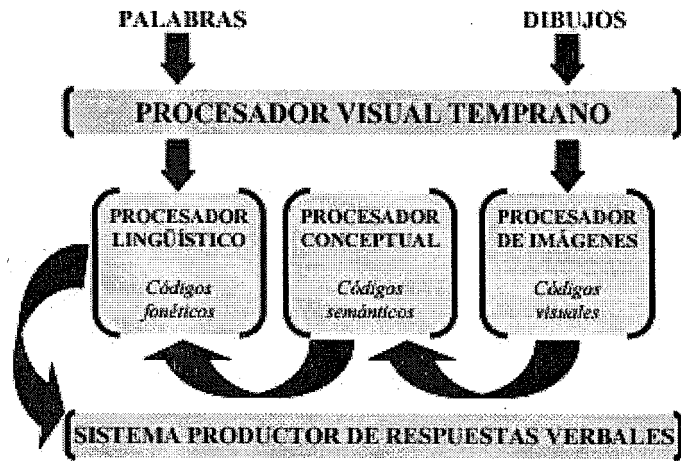 PALABRAS
DIBUJOS
PROCESADOR VISUAL TEMPRANO
PROCESADOR
LINGÜÍSTICO
Códigos
fonéticos
PROCESADOR
CONCEPTUAL
Códigos
semánticos
PROCESADOR
DE IMÁGENES
Códigos
visuales
SISTEMA PRODUCTOR DE RESPUESTAS VERBALES